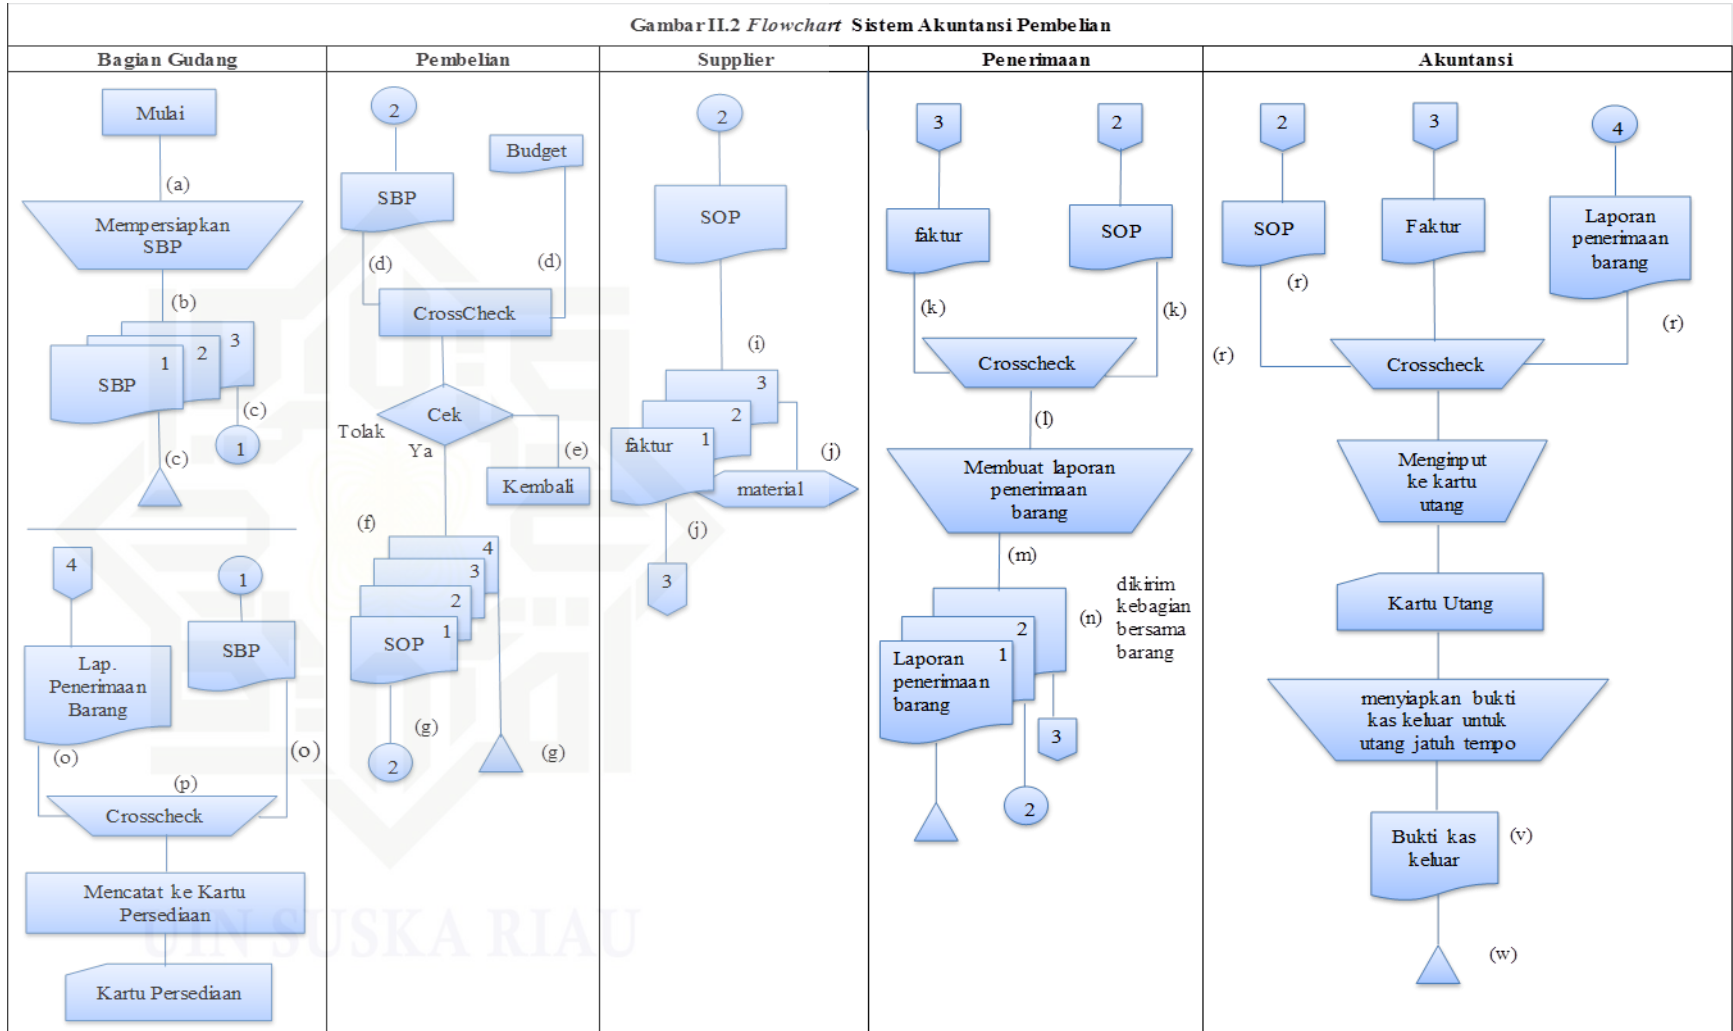 Gambar II.2 Flowchart Sistem Akuntansi Pembelian
Bagian Gudang
Pembelian
Supplier
Penerimaan
Akuntansi
Mulai
(a)
Mempersiapkan
SBP
(b)
3
2
1
SBP
(c)
1
(c)
4
1
Lap.
Penerimaan
Barang
SBP
(o)
(o)
(p)
Crosscheck
Mencatat ke Kartu
Persediaan
Kartu Persediaan
2
Budget
SBP
(d)
(d)
CrossCheck
Cek
Tolak
Ya
(e)
Kembali
(f)
4
3
2
1
SOP
(g)
2
(g)
2
SOP
(i)
3
2
1
faktur
(j)
material
(j)
3
3
2
faktur
SOP
(k)
(k)
Crosscheck
(l)
Membuat laporan
penerimaan
barang
(m)
dikirim
kebagian
bersama
barang
(n)
2
1
Laporan
penerimaan
barang
3
2
2
3
4
SOP
Faktur
Laporan
penerimaan
barang
(r)
(r)
(r)
Crosscheck
Menginput
ke kartu
utang
Kartu Utang
menyiapkan bukti
kas keluar untuk
utang jatuh tempo
Bukti kas
keluar
(v)
(w)
UIN SUSKA RIAU